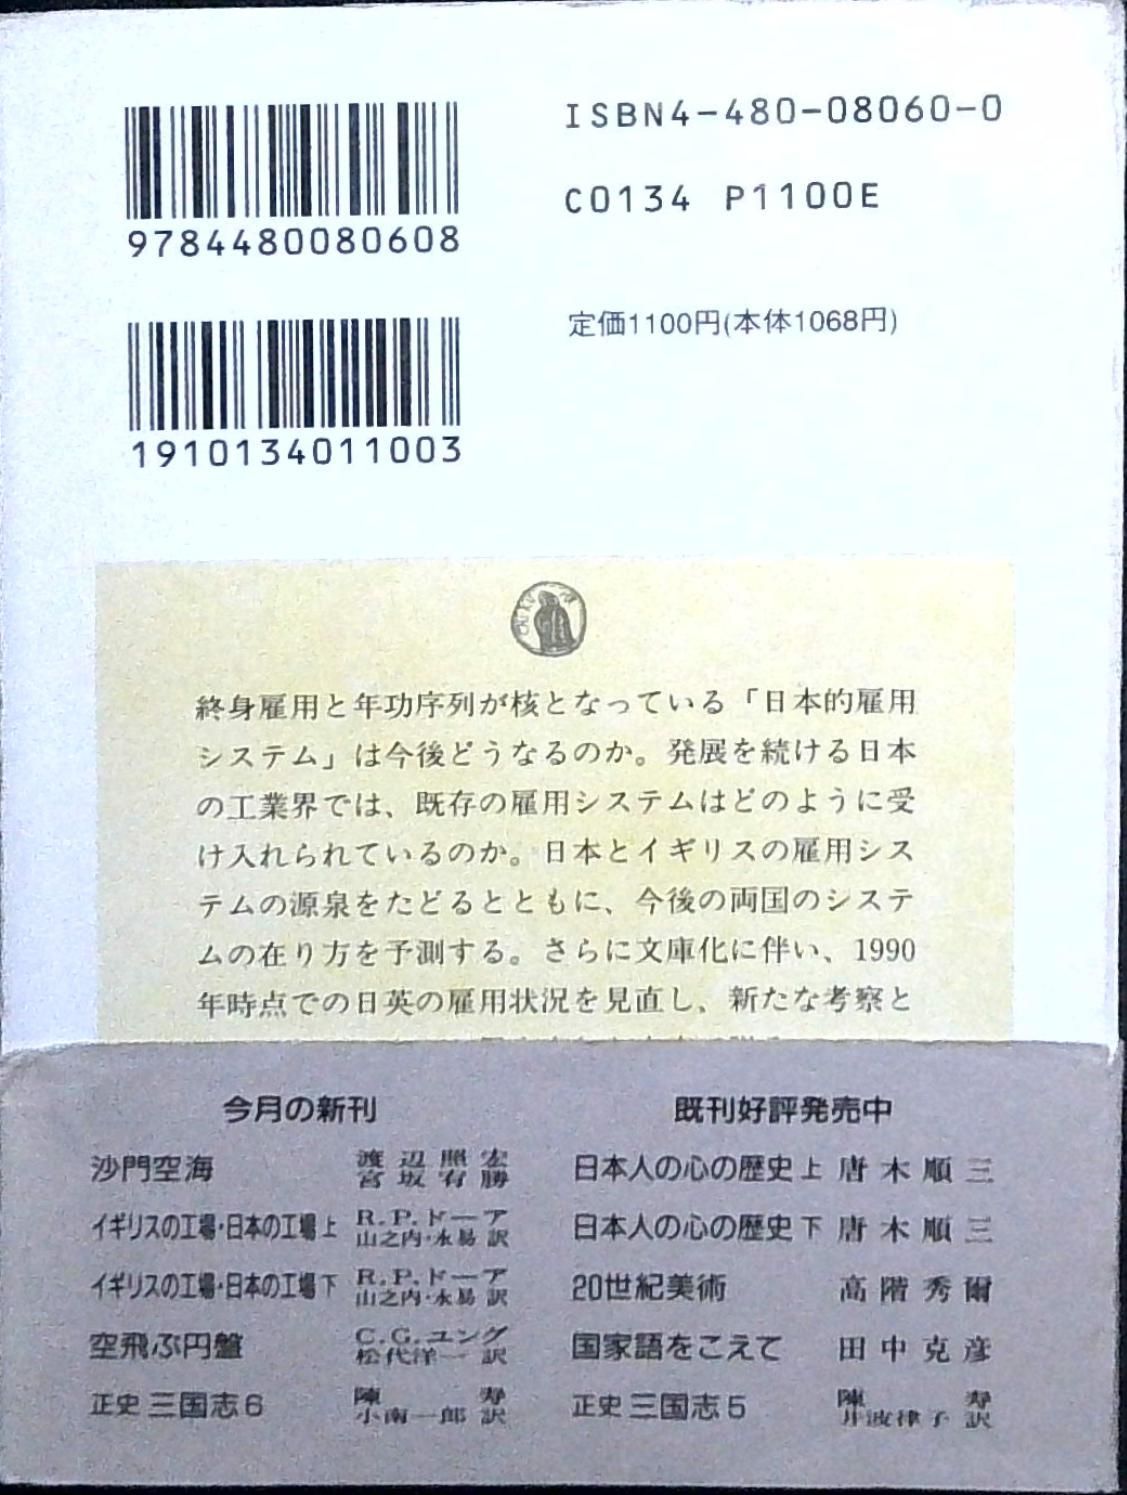 9784480080608
ISBN4-480-08060-0
C0134 P1100E
定価1100円(本体1068円)
1910134011003
終身雇用と年功序列が核となっている「日本的雇用
システム」は今後どうなるのか。発展を続ける日本
の工業界では、既存の雇用システムはどのように受
け入れられているのか。日本とイギリスの雇用シス
テムの源泉をたどるとともに、今後の両国のシステ
ムの在り方を予測する。さらに文庫化に伴い、1990
年時点での日英の雇用状況を見直し、新たな考察と
今月の新刊
沙門空海 渡辺照宏
宮坂宥勝
イギリスの工場・日本の工場 上 R.P.ドーア
山之内・永易 訳
イギリスの工場・日本の工場 下 R.P.ドーア
山之内・永易 訳
空飛ぶ円盤 C.G.ユング
松代洋一 訳
正史 三国志6 陳寿
小南一郎 訳
既刊好評発売中
日本人の心の歴史 上 唐木順三
日本人の心の歴史 下 唐木順三
20世紀美術 高階秀爾
国家語をこえて 田中克彦
正史 三国志5 陳寿
井波律子 訳